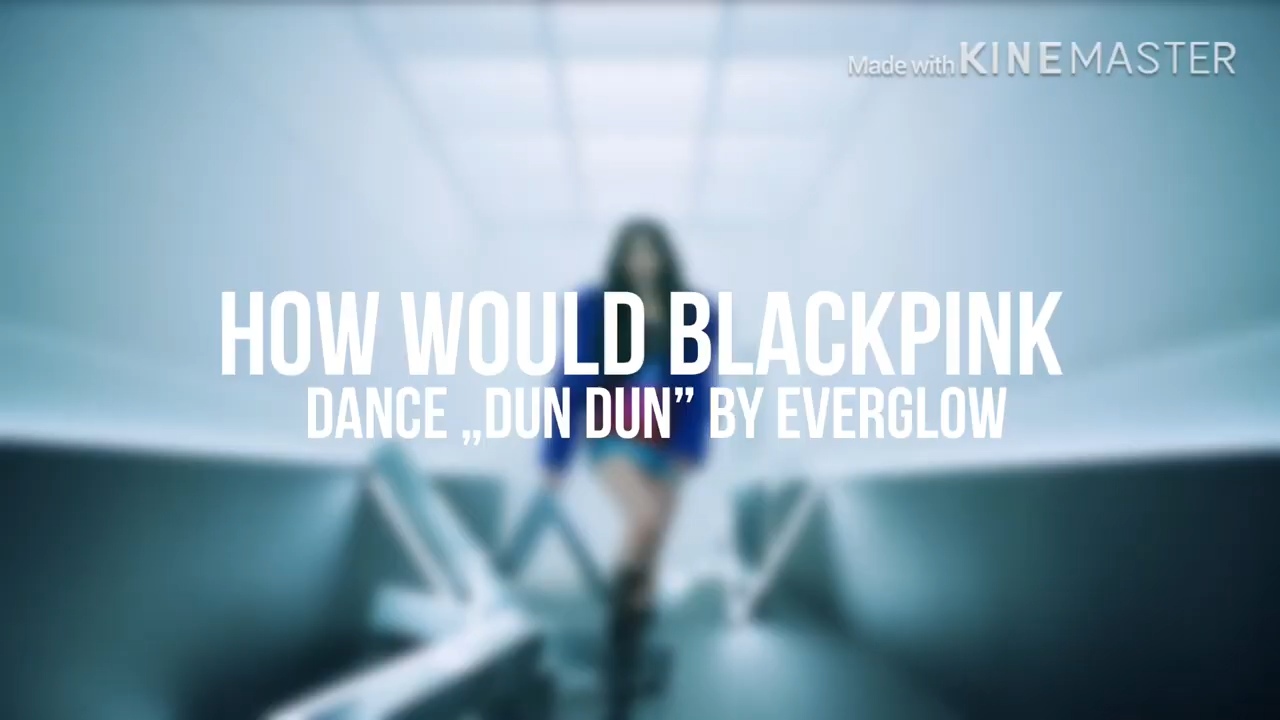 Made with KINEMASTER
HOW WOULD BLACKPINK
DANCE „DUN DUN” BY EVERGLOW